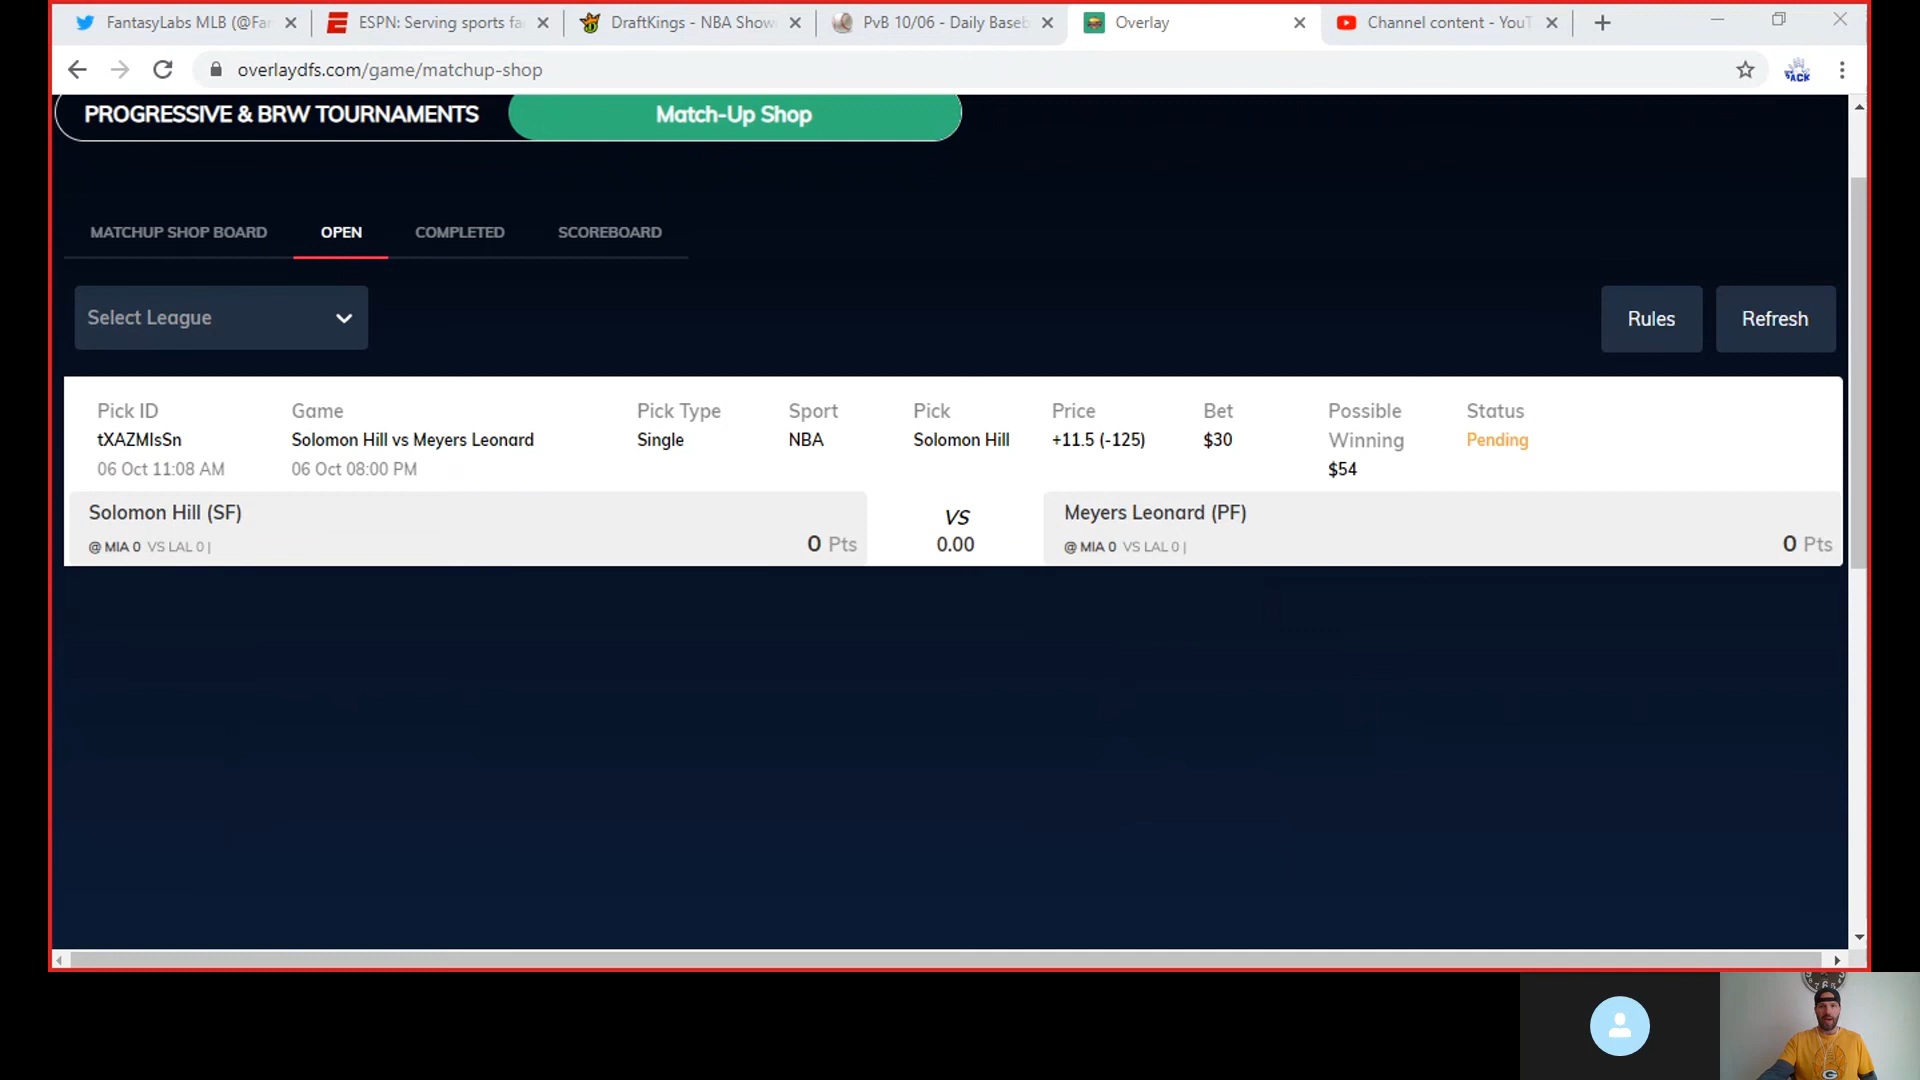 FantasyLabs MLB (@Fan
ESPN: Serving sports fa
DraftKings - NBA Show
PvB 10/06 - Daily Baseb
Overlay
Channel content - YouT
overlaydfs.com/game/matchup-shop
PROGRESSIVE & BRW TOURNAMENTS
Match-Up Shop
MATCHUP SHOP BOARD
OPEN
COMPLETED
SCOREBOARD
Select League
Rules
Refresh
Pick ID
tXAZMIsSn
06 Oct 11:08 AM
Game
Solomon Hill vs Meyers Leonard
06 Oct 08:00 PM
Pick Type
Single
Sport
NBA
Pick
Solomon Hill
Price
+11.5 (-125)
Bet
$30
Possible
Winning
$54
Status
Pending
Solomon Hill (SF)
@ MIA 0 VS LAL 0 |
0 Pts
VS
0.00
Meyers Leonard (PF)
@ MIA 0 VS LAL 0 |
0 Pts